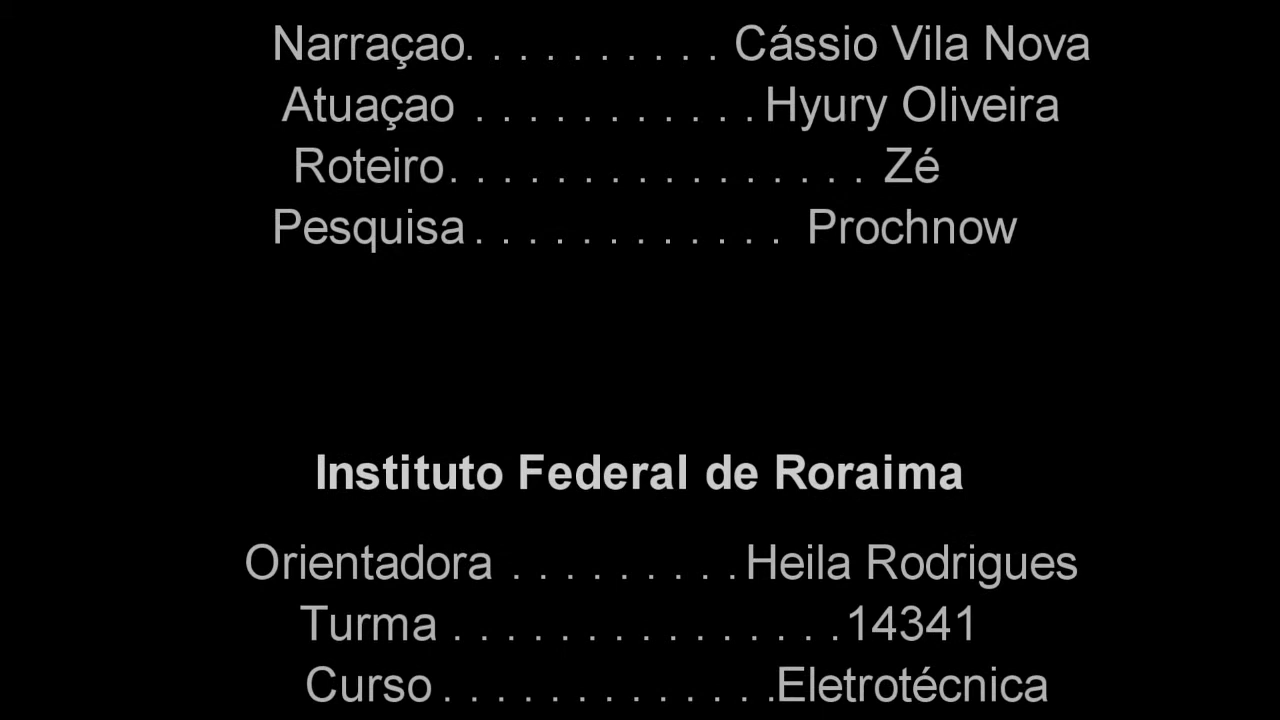 Narraçao. . . . . . . . . . Cássio Vila Nova
Atuaçao . . . . . . . . . . . Hyury Oliveira
Roteiro. . . . . . . . . . . . . . . . Zé
Pesquisa . . . . . . . . . . . . Prochnow
Instituto Federal de Roraima
Orientadora . . . . . . . . . Heila Rodrigues
Turma . . . . . . . . . . . . . . . 14341
Curso . . . . . . . . . . . . .Eletrotécnica